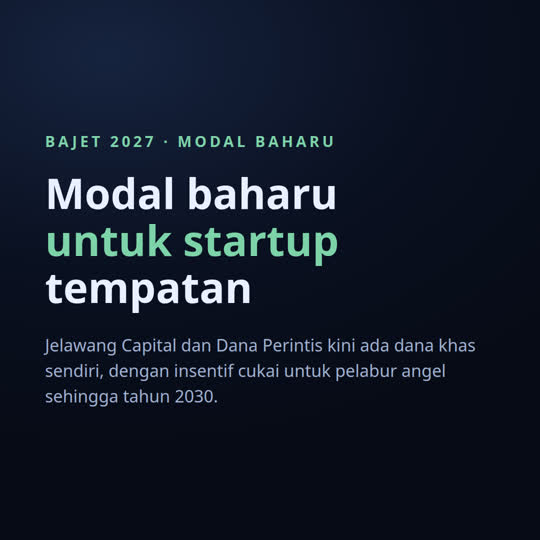 BAJET 2027 · MODAL BAHARU
Modal baharu
untuk startup
tempatan
Jelawang Capital dan Dana Perintis kini ada dana khas
sendiri, dengan insentif cukai untuk pelabur angel
sehingga tahun 2030.